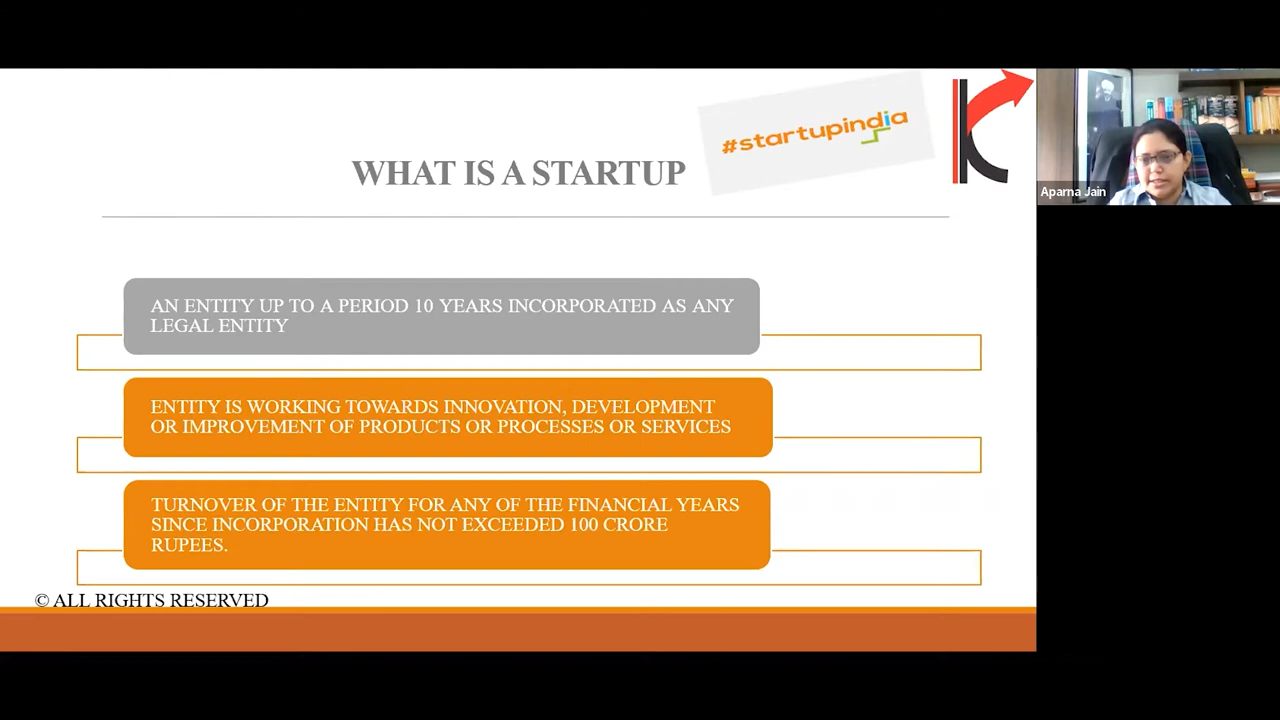 #startupindia
WHAT IS A STARTUP
Aparna Jain
AN ENTITY UP TO A PERIOD 10 YEARS INCORPORATED AS ANY
LEGAL ENTITY
ENTITY IS WORKING TOWARDS INNOVATION, DEVELOPMENT
OR IMPROVEMENT OF PRODUCTS OR PROCESSES OR SERVICES
TURNOVER OF THE ENTITY FOR ANY OF THE FINANCIAL YEARS
SINCE INCORPORATION HAS NOT EXCEEDED 100 CRORE
RUPEES.
© ALL RIGHTS RESERVED